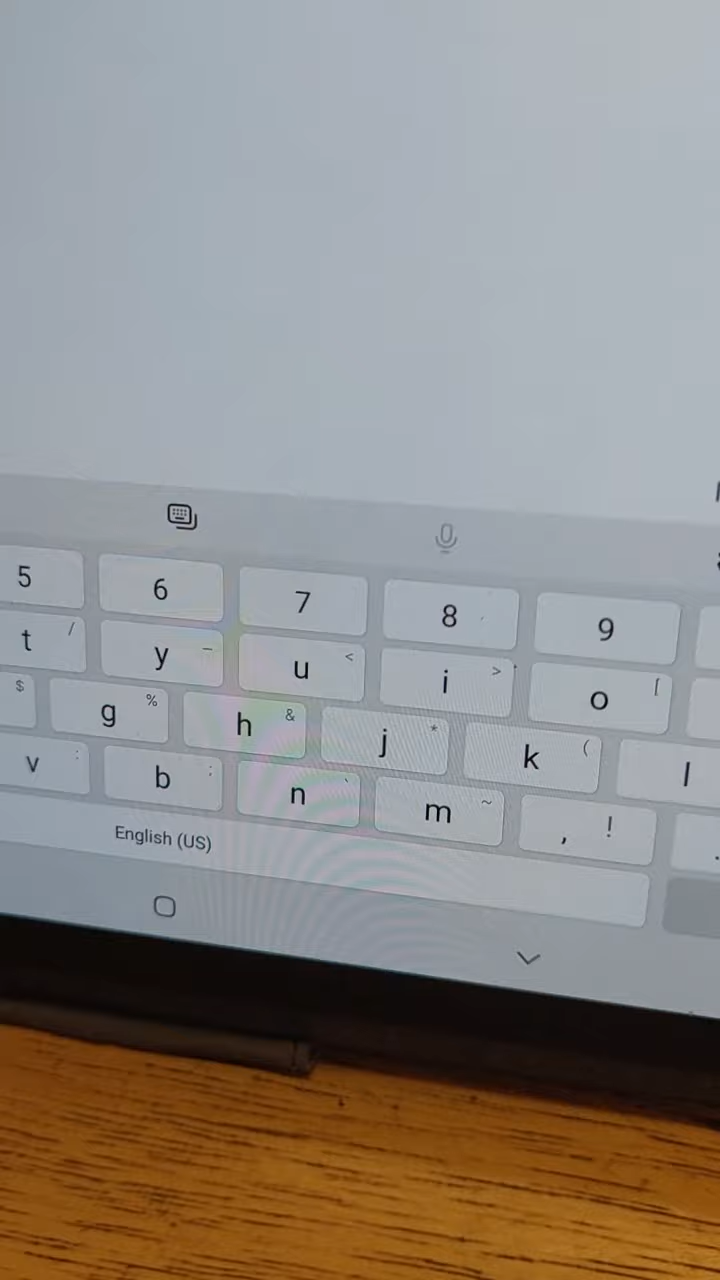 5 6 7 8 9
t / y – u < i > o [
$ g % h & j * k ( l
v : b ; n ` m ~ , ! .
English (US)